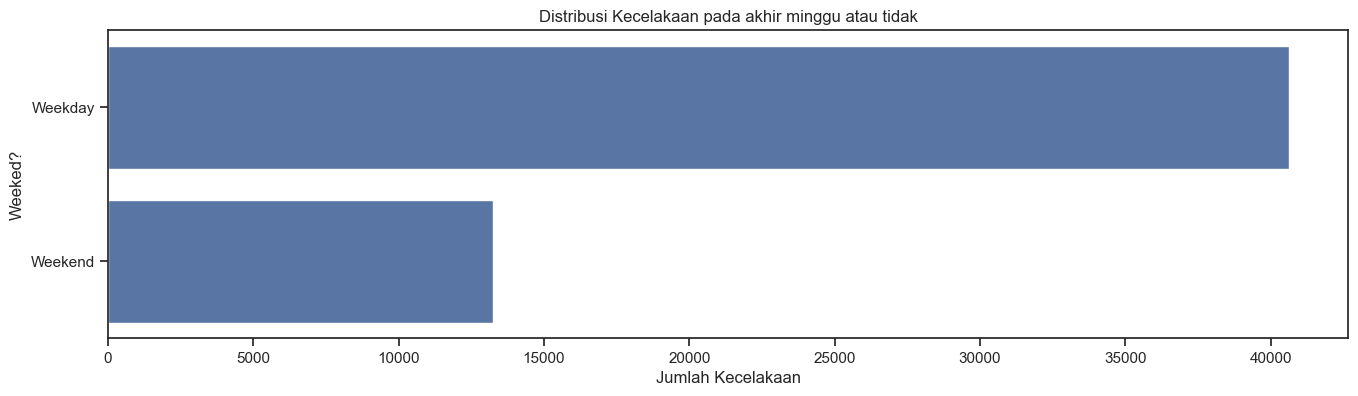 Distribusi Kecelakaan pada akhir minggu atau tidak
Weeked?
Weekday
Weekend
0 5000 10000 15000 20000 25000 30000 35000 40000
Jumlah Kecelakaan